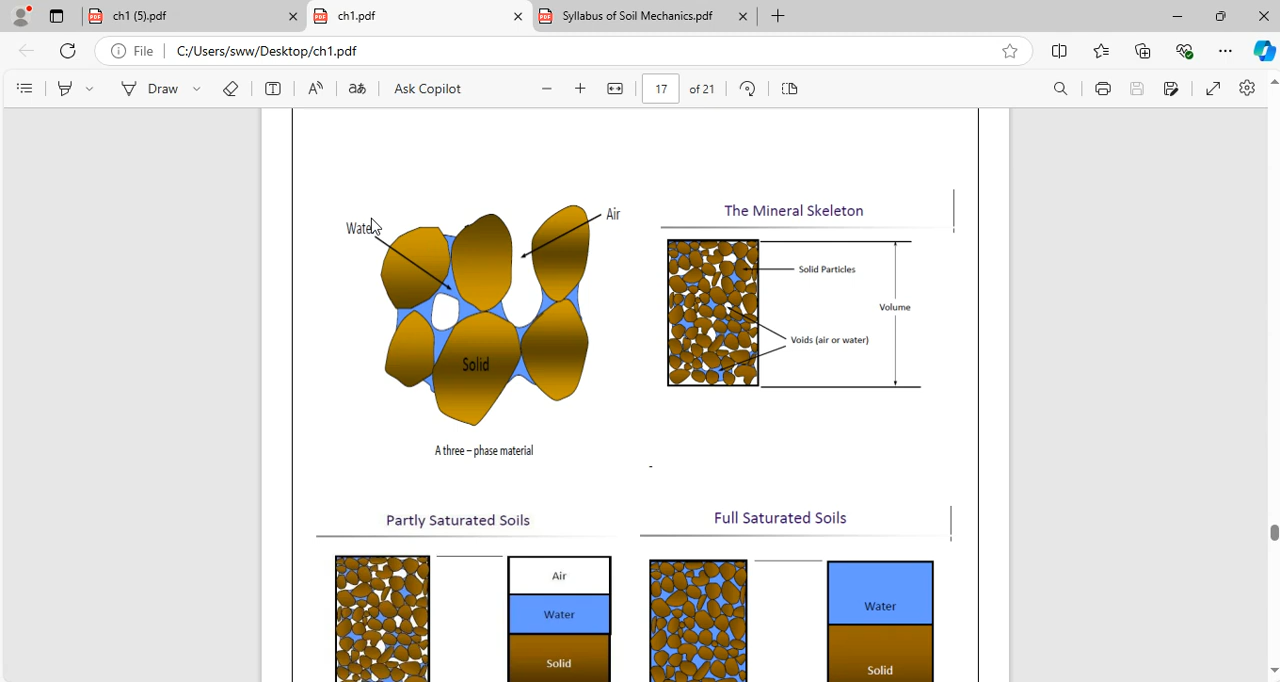 ch1 (5).pdf
ch1.pdf
Syllabus of Soil Mechanics.pdf
File C:/Users/sww/Desktop/ch1.pdf
Draw
Ask Copilot
17 of 21
Water
Air
Solid
A three – phase material
The Mineral Skeleton
Solid Particles
Volume
Voids (air or water)
Partly Saturated Soils
Air
Water
Solid
Full Saturated Soils
Water
Solid